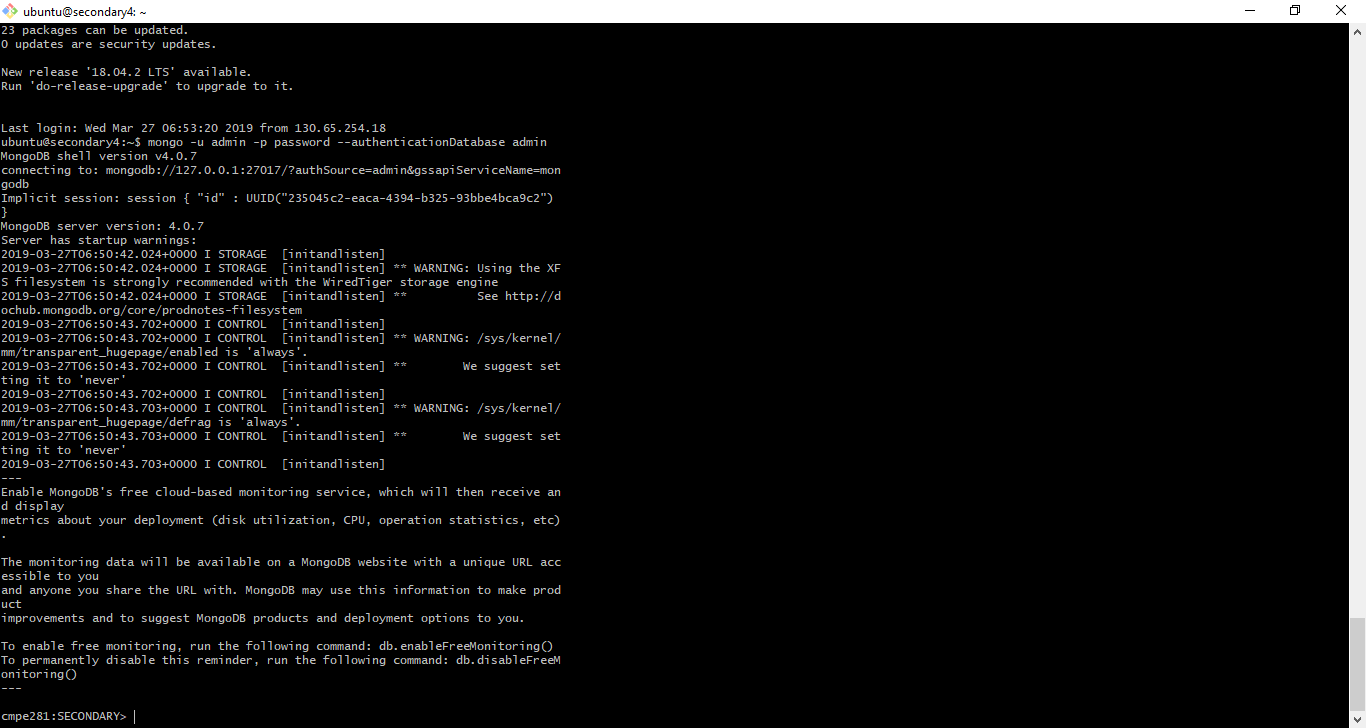 ubuntu@secondary4: ~
23 packages can be updated.
0 updates are security updates.
New release '18.04.2 LTS' available.
Run 'do-release-upgrade' to upgrade to it.
Last login: Wed Mar 27 06:53:20 2019 from 130.65.254.18
ubuntu@secondary4:~$ mongo -u admin -p password --authenticationDatabase admin
MongoDB shell version v4.0.7
connecting to: mongodb://127.0.0.1:27017/?authSource=admin&gssapiServiceName=mon
godb
Implicit session: session { "id" : UUID("235045c2-eaca-4394-b325-93bbe4bca9c2")
}
MongoDB server version: 4.0.7
Server has startup warnings:
2019-03-27T06:50:42.024+0000 I STORAGE  [initandlisten]
2019-03-27T06:50:42.024+0000 I STORAGE  [initandlisten] ** WARNING: Using the XF
S filesystem is strongly recommended with the WiredTiger storage engine
2019-03-27T06:50:42.024+0000 I STORAGE  [initandlisten] **          See http://d
ochub.mongodb.org/core/prodnotes-filesystem
2019-03-27T06:50:43.702+0000 I CONTROL  [initandlisten]
2019-03-27T06:50:43.702+0000 I CONTROL  [initandlisten] ** WARNING: /sys/kernel/
mm/transparent_hugepage/enabled is 'always'.
2019-03-27T06:50:43.702+0000 I CONTROL  [initandlisten] **        We suggest set
ting it to 'never'
2019-03-27T06:50:43.702+0000 I CONTROL  [initandlisten]
2019-03-27T06:50:43.703+0000 I CONTROL  [initandlisten] ** WARNING: /sys/kernel/
mm/transparent_hugepage/defrag is 'always'.
2019-03-27T06:50:43.703+0000 I CONTROL  [initandlisten] **        We suggest set
ting it to 'never'
2019-03-27T06:50:43.703+0000 I CONTROL  [initandlisten]
---
Enable MongoDB's free cloud-based monitoring service, which will then receive an
d display
metrics about your deployment (disk utilization, CPU, operation statistics, etc)
.
The monitoring data will be available on a MongoDB website with a unique URL acc
essible to you
and anyone you share the URL with. MongoDB may use this information to make prod
uct
improvements and to suggest MongoDB products and deployment options to you.
To enable free monitoring, run the following command: db.enableFreeMonitoring()
To permanently disable this reminder, run the following command: db.disableFreeM
onitoring()
---
cmpe281:SECONDARY>